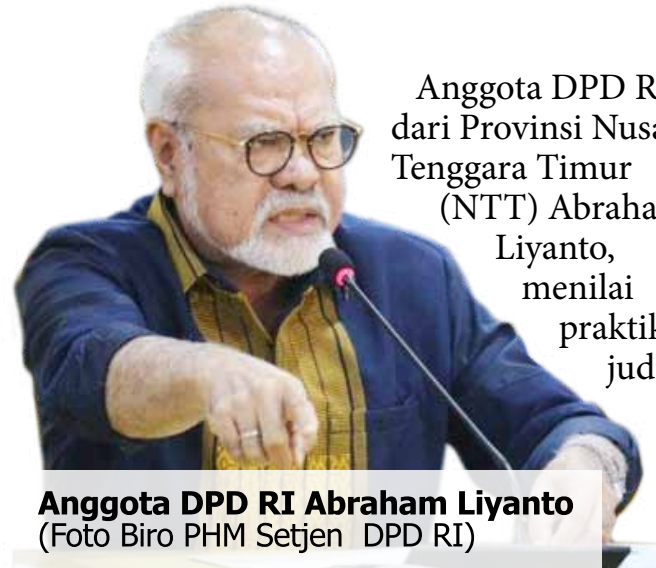 Anggota DPD R
dari Provinsi Nusa
Tenggara Timur
(NTT) Abraha
Liyanto,
menilai
praktik
jud
Anggota DPD RI Abraham Liyanto
(Foto Biro PHM Setjen DPD RI)